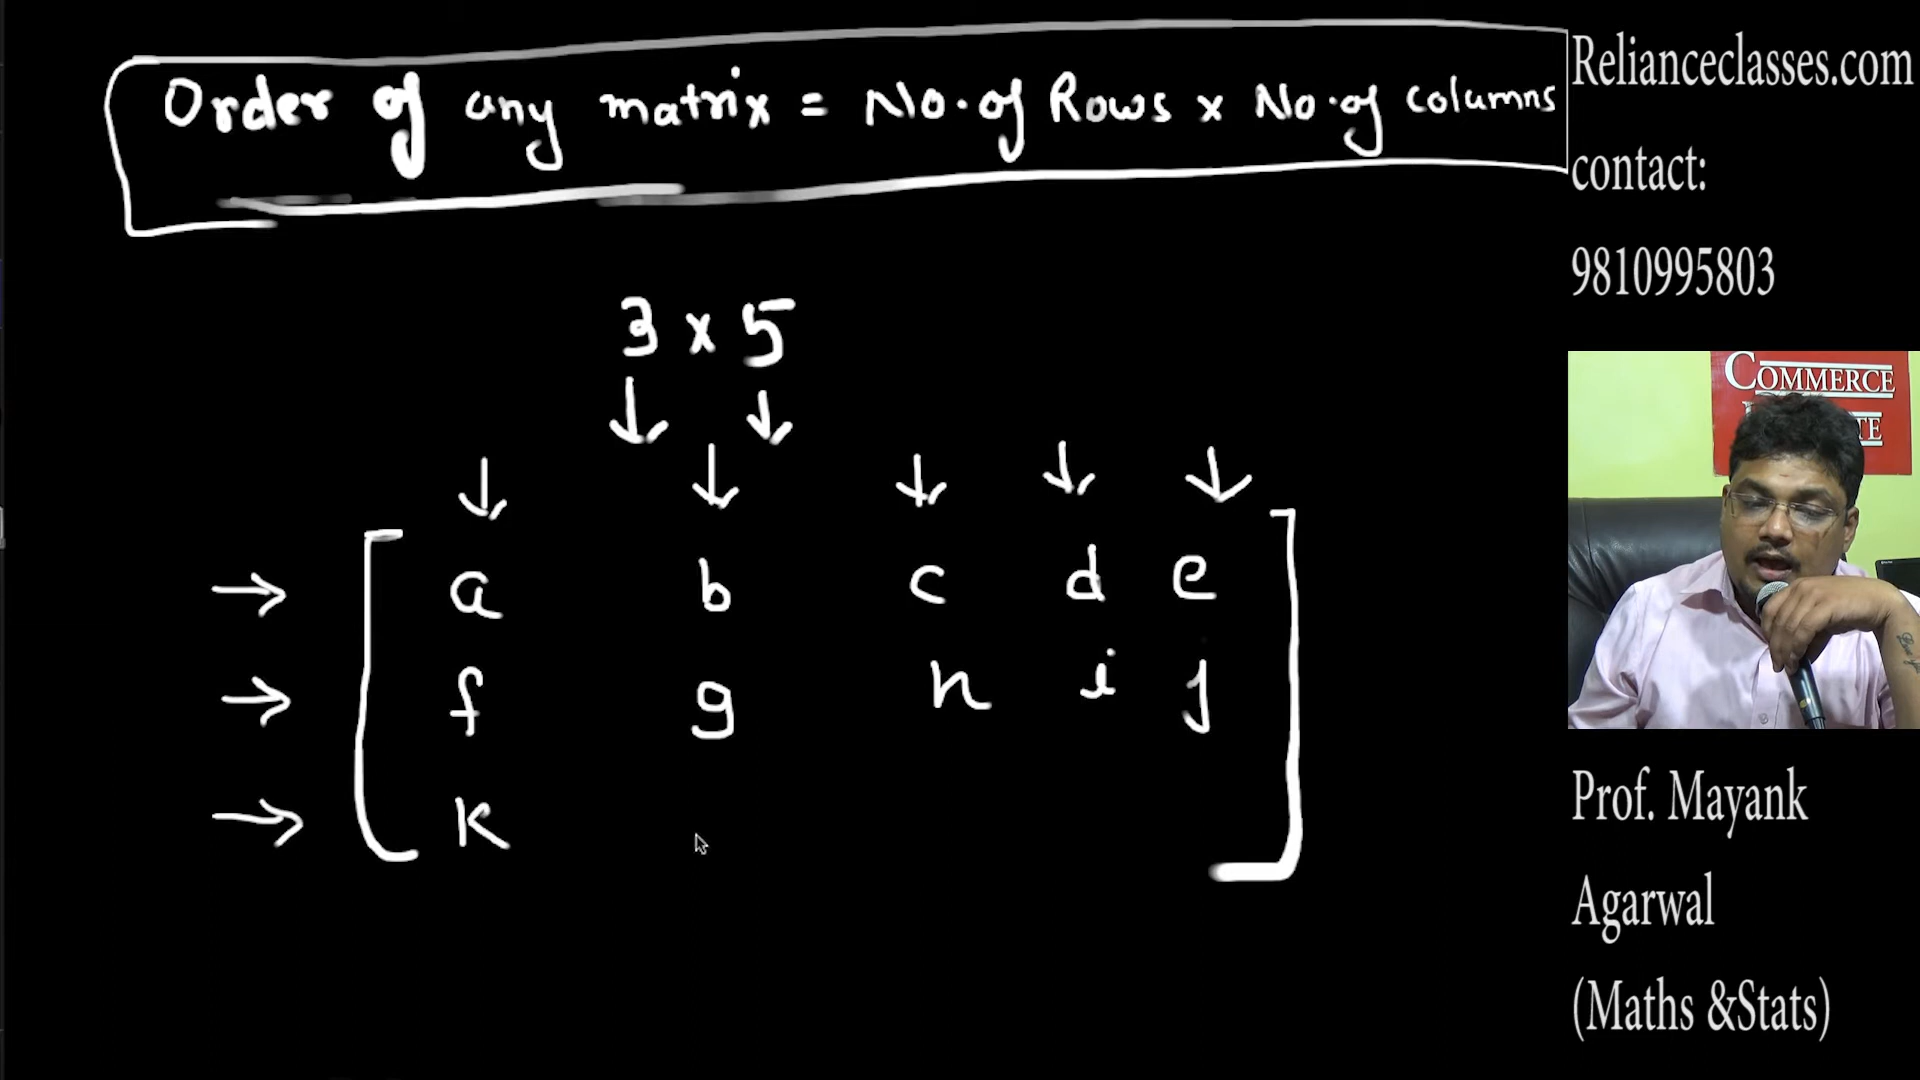 Order of any matrix = No. of Rows x No. of columns
3 x 5
a b c d e
f g h i j
K
Relianceclasses.com
contact:
9810995803
COMMERCE
TE
Prof. Mayank
Agarwal
(Maths &Stats)